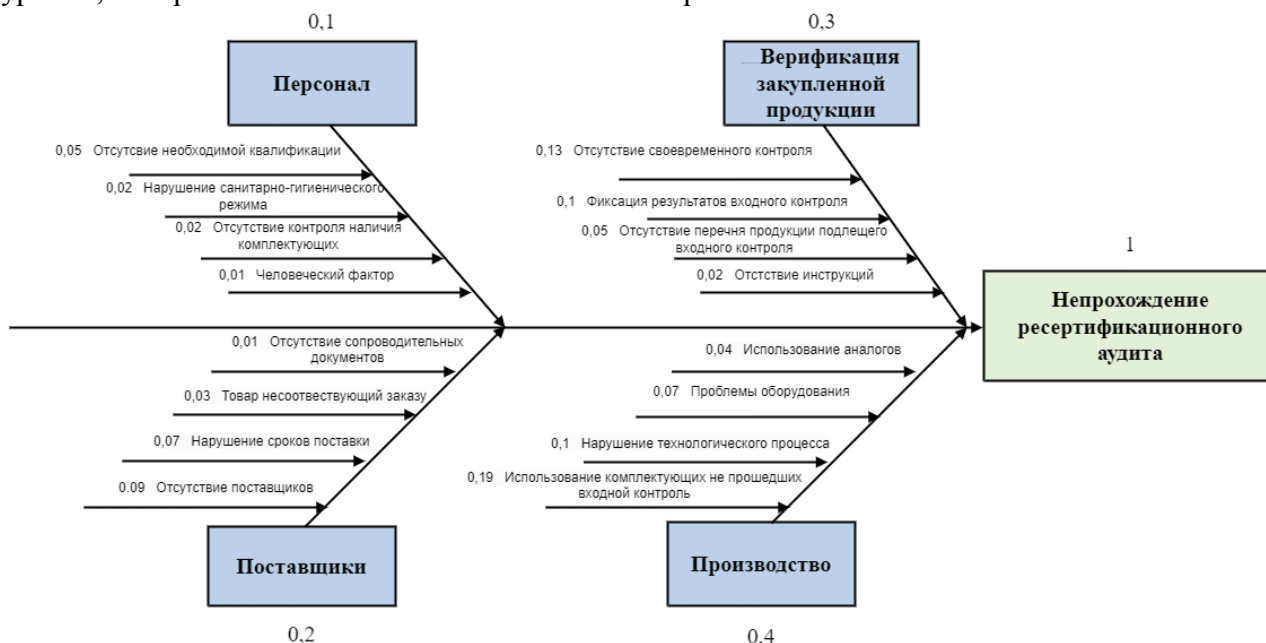 0,1
0,3
Персонал
Верификация
закупленной
продукции
0,05 Отсутсвие необходимой квалификации
0,02 Нарушение санитарно-гигиенического
режима
0,02 Отсутствие контроля наличия
комплектующих
0,01 Человеческий фактор
0,13 Отсутствие своевременного контроля
0,1 Фиксация результатов входного контроля
0,05 Отсутствие перечня продукции подлещего
входного контроля
0,02 Отстствие инструкций
1
Непрохождение
ресертификационного
аудита
0,01 Отсутствие сопроводительных
документов
0,03 Товар несоотвествующий заказу
0,07 Нарушение сроков поставки
0.09 Отсутствие поставщиков
0,04 Использование аналогов
0,07 Проблемы оборудования
0,1 Нарушение технологического процесса
0,19 Использование комплектующих не прошедших
входной контроль
Поставщики
Производство
0,2
0,4